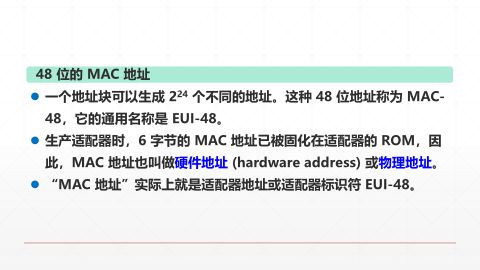 48 位的 MAC 地址
一个地址块可以生成 2²⁴ 个不同的地址。这种 48 位地址称为 MAC-
48，它的通用名称是 EUI-48。
生产适配器时，6 字节的 MAC 地址已被固化在适配器的 ROM，因
此，MAC 地址也叫做硬件地址 (hardware address) 或物理地址。
“MAC 地址”实际上就是适配器地址或适配器标识符 EUI-48。